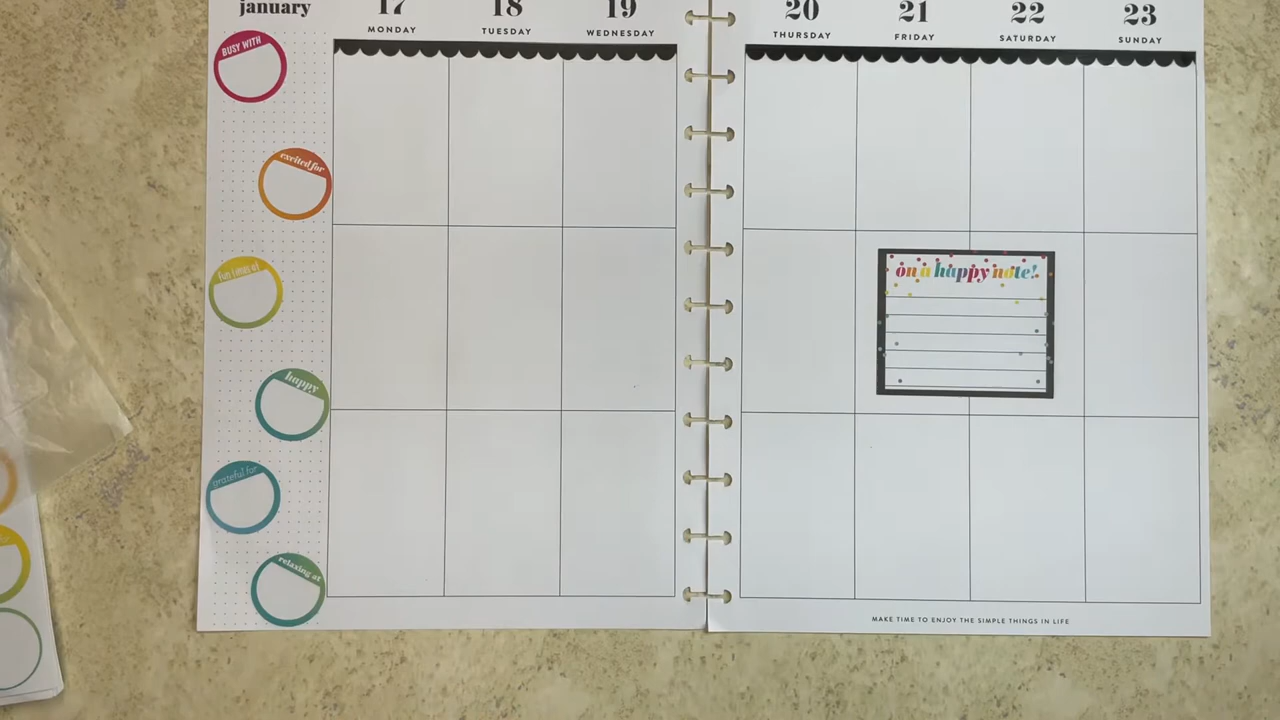 january
17
18
19
20
21
22
23
MONDAY
TUESDAY
WEDNESDAY
THURSDAY
FRIDAY
SATURDAY
SUNDAY
BUSY WITH
excited for
fun times at
happy
grateful for
relaxing at
on a happy note!
MAKE TIME TO ENJOY THE SIMPLE THINGS IN LIFE